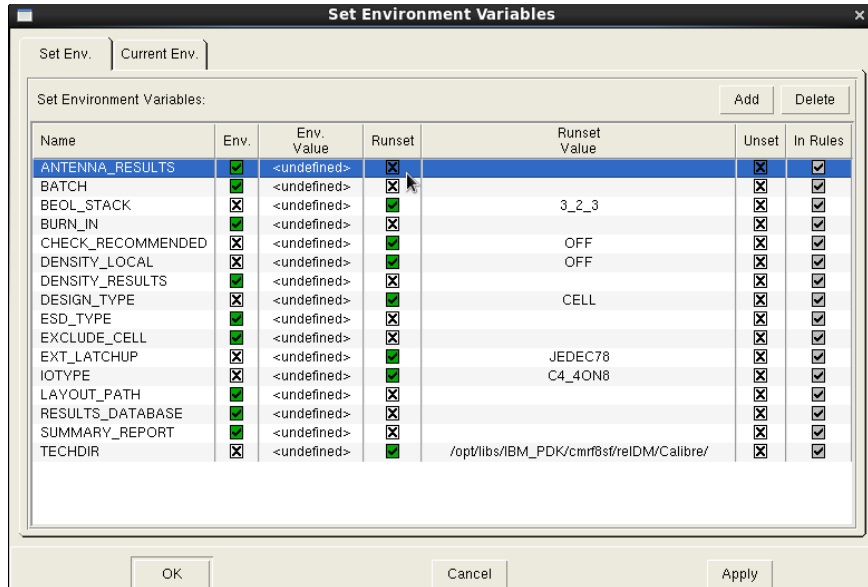 Set Environment Variables
Set Env. Current Env.
Set Environment Variables: Add Delete
Name Env. Env. Value Runset Runset Value Unset In Rules
ANTENNA_RESULTS <undefined>
BATCH <undefined>
BEOL_STACK <undefined> 3_2_3
BURN_IN <undefined>
CHECK_RECOMMENDED <undefined> OFF
DENSITY_LOCAL <undefined> OFF
DENSITY_RESULTS <undefined>
DESIGN_TYPE <undefined> CELL
ESD_TYPE <undefined>
EXCLUDE_CELL <undefined>
EXT_LATCHUP <undefined> JEDEC78
IOTYPE <undefined> C4_4ON8
LAYOUT_PATH <undefined>
RESULTS_DATABASE <undefined>
SUMMARY_REPORT <undefined>
TECHDIR <undefined> /opt/libs/IBM_PDK/cmrf8sf/relDM/Calibre/
OK Cancel Apply